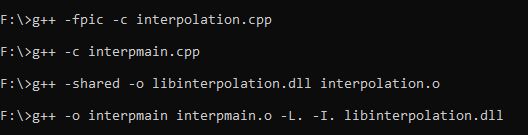 F:\>g++ -fpic -c interpolation.cpp
F:\>g++ -c interpmain.cpp
F:\>g++ -shared -o libinterpolation.dll interpolation.o
F:\>g++ -o interpmain interpmain.o -L. -I. libinterpolation.dll